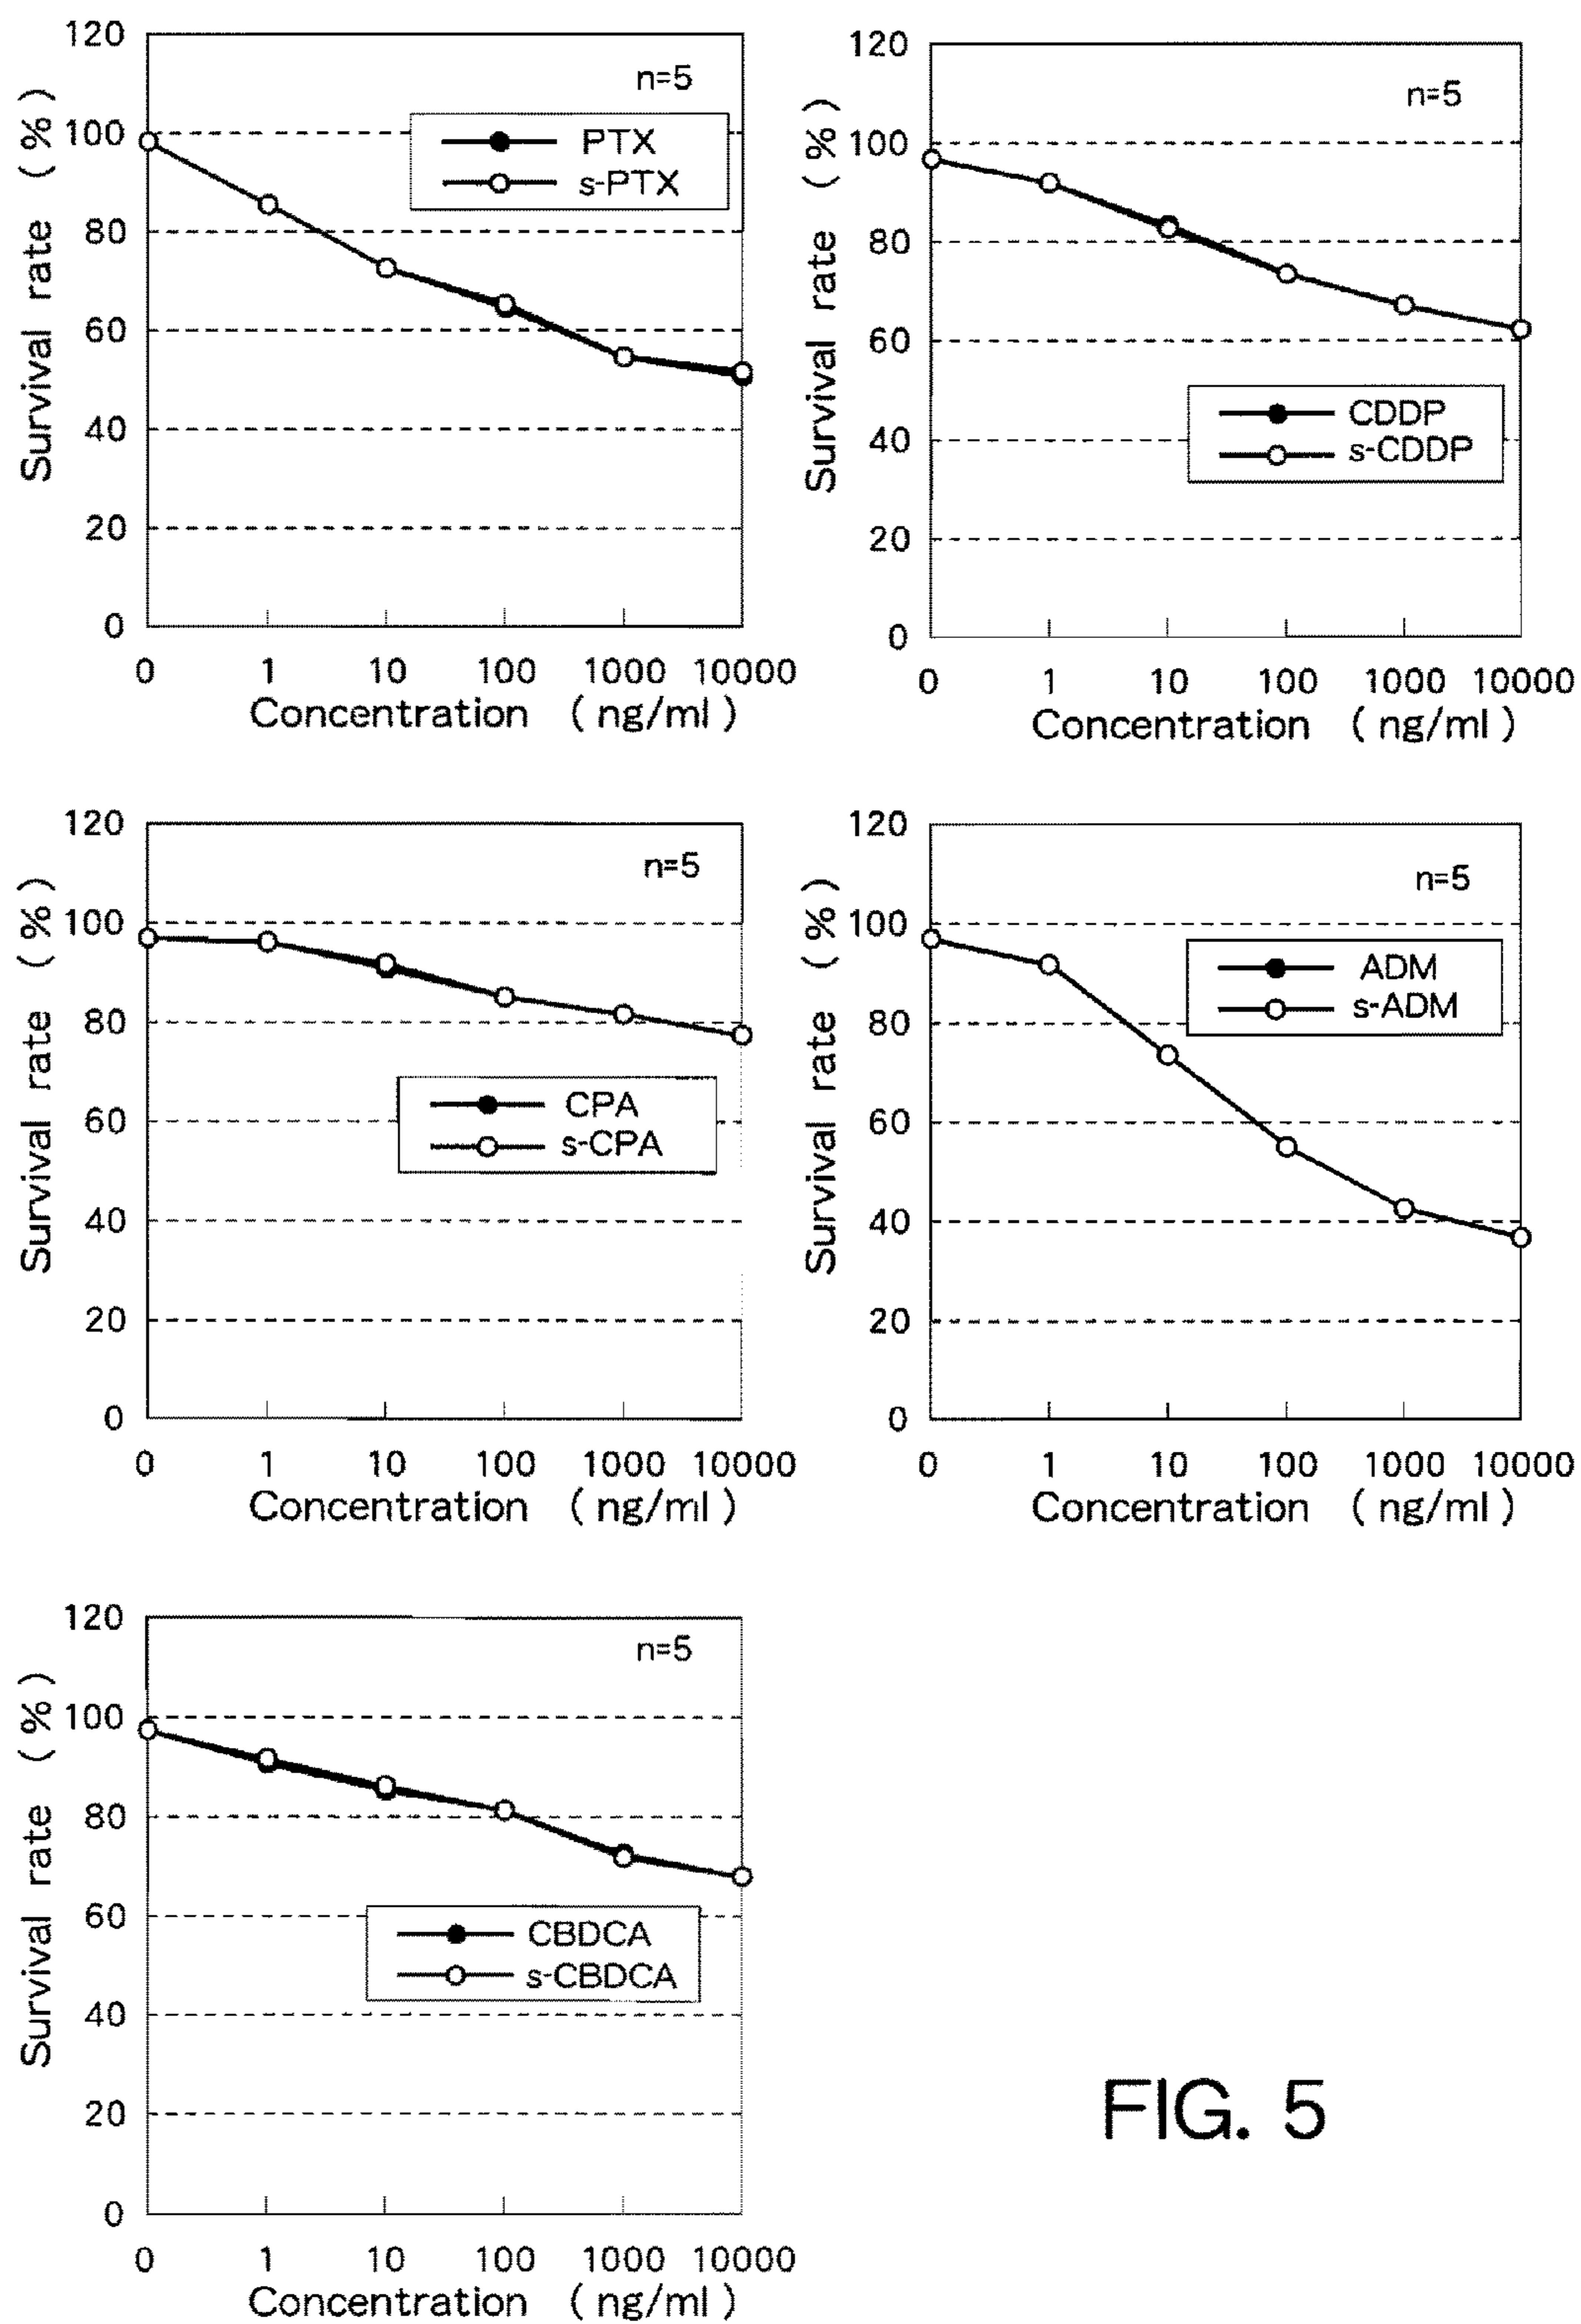 120
100
80
60
40
20
0
Survival rate (%)
n=5
PTX
s-PTX
0 1 10 100 1000 10000
Concentration (ng/ml)
120
100
80
60
40
20
0
Survival rate (%)
n=5
CDDP
s-CDDP
0 1 10 100 1000 10000
Concentration (ng/ml)
120
100
80
60
40
20
0
Survival rate (%)
n=5
CPA
s-CPA
0 1 10 100 1000 10000
Concentration (ng/ml)
120
100
80
60
40
20
0
Survival rate (%)
n=5
ADM
s-ADM
0 1 10 100 1000 10000
Concentration (ng/ml)
120
100
80
60
40
20
0
Survival rate (%)
n=5
CBDCA
s-CBDCA
0 1 10 100 1000 10000
Concentration (ng/ml)
FIG. 5